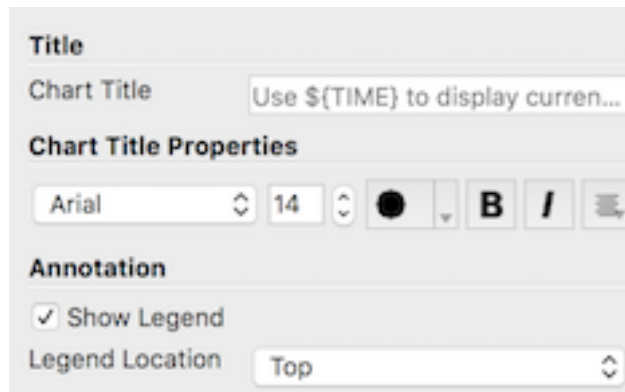 Title
Chart Title Use ${TIME} to display curren...
Chart Title Properties
Arial 14 B I
Annotation
Show Legend
Legend Location Top